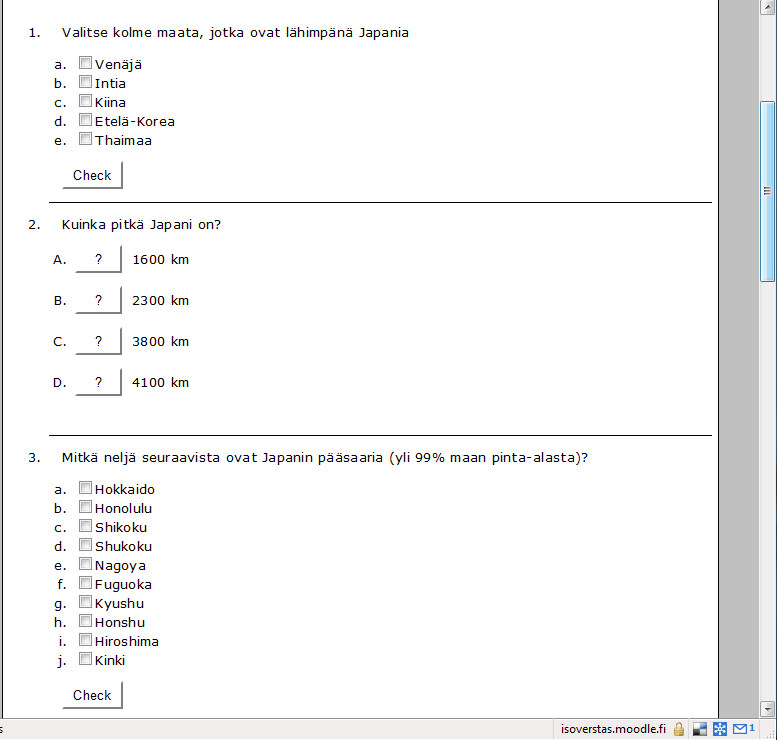 1. Valitse kolme maata, jotka ovat lähimpänä Japania
a. Venäjä
b. Intia
c. Kiina
d. Etelä-Korea
e. Thaimaa
Check
2. Kuinka pitkä Japani on?
A. ? 1600 km
B. ? 2300 km
C. ? 3800 km
D. ? 4100 km
3. Mitkä neljä seuraavista ovat Japanin pääsaaria (yli 99% maan pinta-alasta)?
a. Hokkaido
b. Honolulu
c. Shikoku
d. Shukoku
e. Nagoya
f. Fuguoka
g. Kyushu
h. Honshu
i. Hiroshima
j. Kinki
Check
s isoverstas.moodle.fi 1